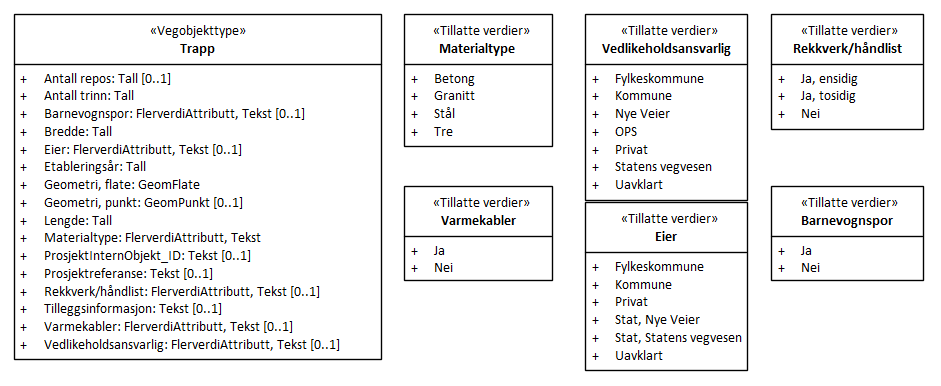 «Vegobjekttype»
Trapp
+ Antall repos: Tall [0..1]
+ Antall trinn: Tall
+ Barnevognspor: FlerverdiAttributt, Tekst [0..1]
+ Bredde: Tall
+ Eier: FlerverdiAttributt, Tekst [0..1]
+ Etableringsår: Tall
+ Geometri, flate: GeomFlate
+ Geometri, punkt: GeomPunkt [0..1]
+ Lengde: Tall
+ Materialtype: FlerverdiAttributt, Tekst
+ ProsjektInternObjekt_ID: Tekst [0..1]
+ Prosjektreferanse: Tekst [0..1]
+ Rekkverk/håndlist: FlerverdiAttributt, Tekst [0..1]
+ Tilleggsinformasjon: Tekst [0..1]
+ Varmekabler: FlerverdiAttributt, Tekst [0..1]
+ Vedlikeholdsansvarlig: FlerverdiAttributt, Tekst [0..1]
«Tillatte verdier»
Materialtype
+ Betong
+ Granitt
+ Stål
+ Tre
«Tillatte verdier»
Varmekabler
+ Ja
+ Nei
«Tillatte verdier»
Vedlikeholdsansvarlig
+ Fylkeskommune
+ Kommune
+ Nye Veier
+ OPS
+ Privat
+ Statens vegvesen
+ Uavklart
«Tillatte verdier»
Eier
+ Fylkeskommune
+ Kommune
+ Privat
+ Stat, Nye Veier
+ Stat, Statens vegvesen
+ Uavklart
«Tillatte verdier»
Rekkverk/håndlist
+ Ja, ensidig
+ Ja, tosidig
+ Nei
«Tillatte verdier»
Barnevognspor
+ Ja
+ Nei